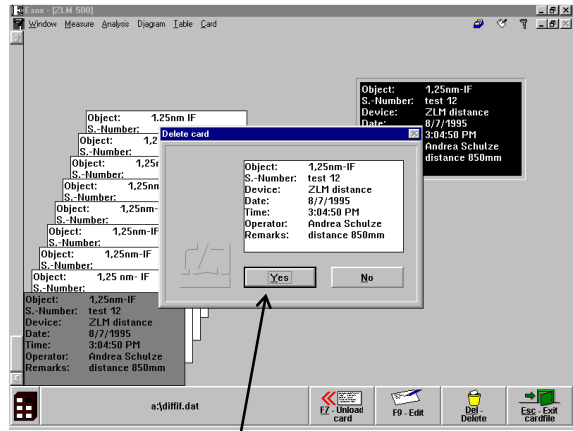 Esox - [ZLM 500]
Window Measure Analysis Djagram Table Card
Object: 1,25nm-IF
S.-Number: test 12
Device: ZLM distance
Date: 8/7/1995
3:04:50 PM
Andrea Schulze
distance 850mm
Object: 1.25nm IF
S.-Number:
Object: 1,2
S.-Number:
Object: 1,25n
S.-Number:
Object: 1,25nm
S.-Number:
Object: 1,25nm-
S.-Number:
Object: 1,25nm-IF
S.-Number:
Object: 1,25nm-IF
S.-Number:
Object: 1,25 nm- IF
S.-Number:
Object: 1,25nm-IF
S.-Number: test 12
Device: ZLM distance
Date: 8/7/1995
Time: 3:04:50 PM
Operator: Andrea Schulze
Remarks: distance 850mm
Delete card
Object: 1,25nm-IF
S.-Number: test 12
Device: ZLM distance
Date: 8/7/1995
Time: 3:04:50 PM
Operator: Andrea Schulze
Remarks: distance 850mm
Yes No
a:\diffif.dat
F7 - Unload card
F9 - Edit
Del - Delete
Esc - Exit cardfile